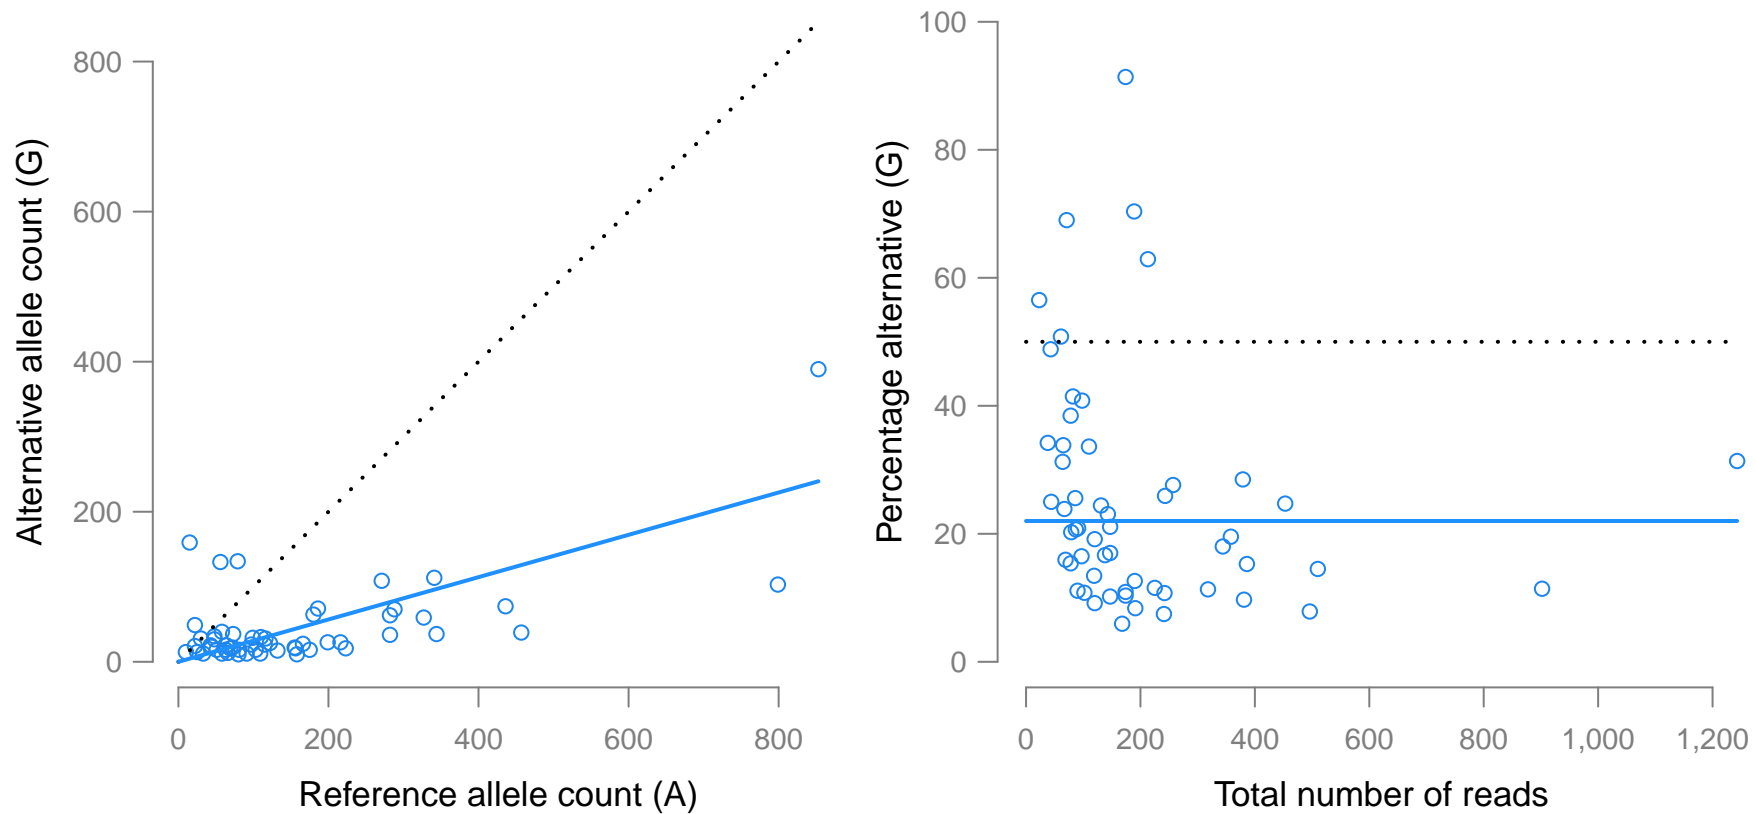 Alternative allele count (G)
800
600
400
200
0
0 200 400 600 800
Reference allele count (A)
Percentage alternative (G)
100
80
60
40
20
0
0 200 400 600 800 1,000 1,200
Total number of reads